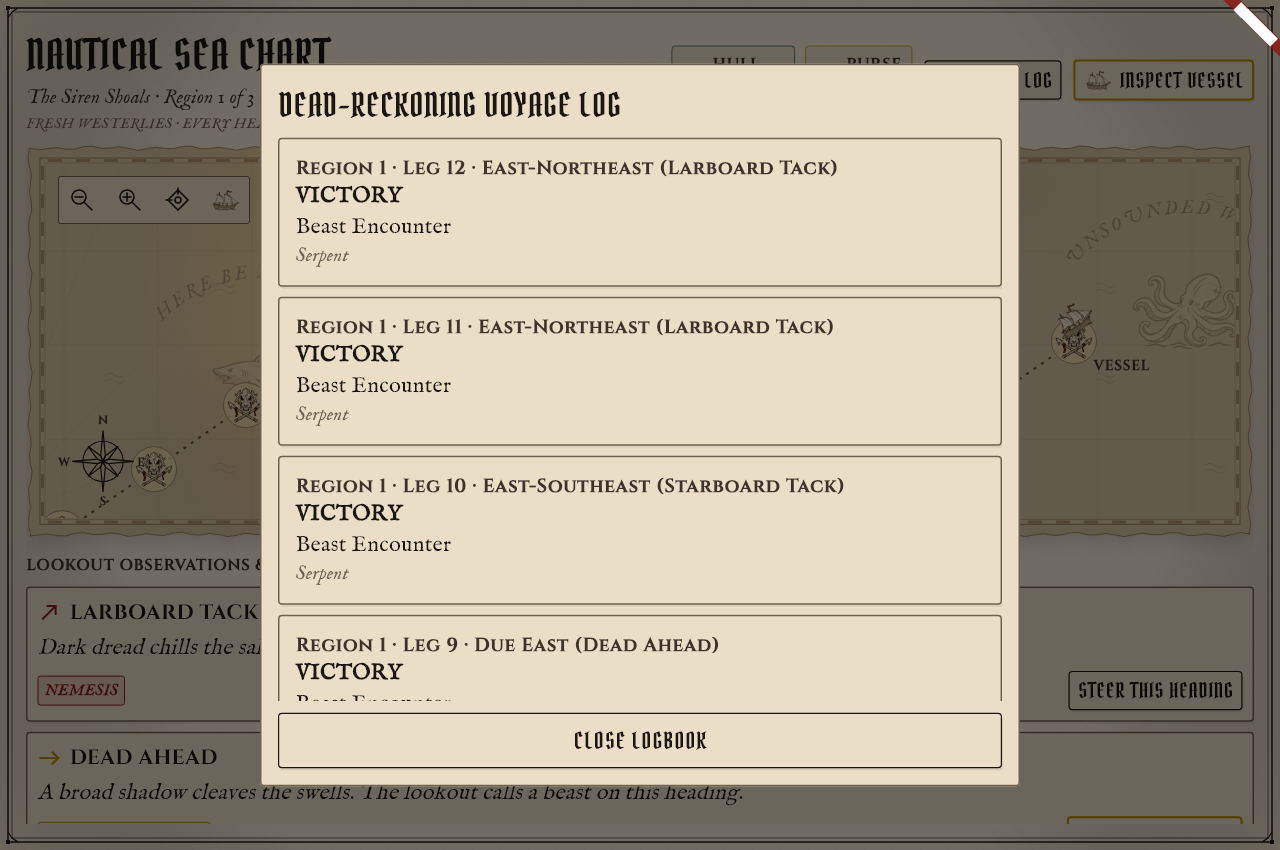 NAUTICAL SEA CHART
The Siren Shoals · Region 1 of 3
FRESH WESTERLIES · EVERY
HULL
PURSE
LOG
INSPECT VESSEL
HERE BE
UNSOUNDED
N
W
S
VESSEL
DEAD-RECKONING VOYAGE LOG
Region 1 · Leg 12 · East-Northeast (Larboard Tack)
VICTORY
Beast Encounter
Serpent
Region 1 · Leg 11 · East-Northeast (Larboard Tack)
VICTORY
Beast Encounter
Serpent
Region 1 · Leg 10 · East-Southeast (Starboard Tack)
VICTORY
Beast Encounter
Serpent
Region 1 · Leg 9 · Due East (Dead Ahead)
VICTORY
Beast Encounter
CLOSE LOGBOOK
LOOKOUT OBSERVATIONS &
LARBOARD TACK
Dark dread chills the
NEMESIS
STEER THIS HEADING
DEAD AHEAD
A broad shadow cleaves the swells. The lookout calls a beast on this heading.